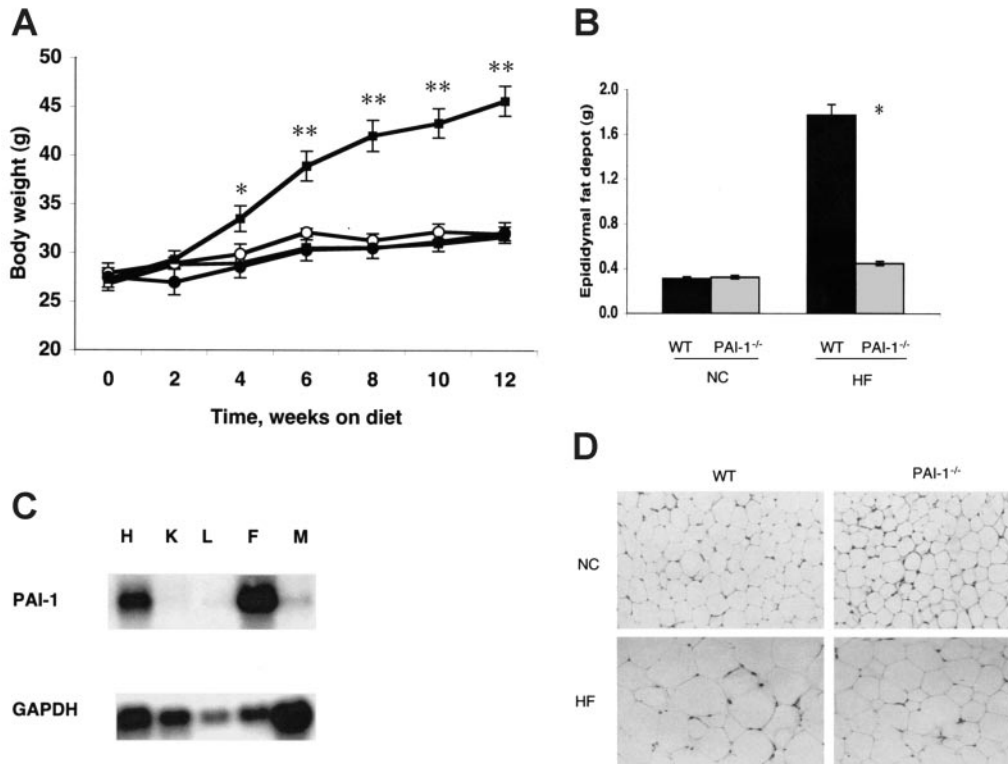 A
50
45
40
35
30
25
20
Body weight (g)
*
**
**
**
**
0 2 4 6 8 10 12
Time, weeks on diet
B
1.8
1.6
1.2
0.8
0.4
0.0
Epididymal fat depot (g)
*
WT PAI-1-/- WT PAI-1-/-
NC HF
C
H K L F M
PAI-1
GAPDH
D
WT PAI-1-/-
NC
HF